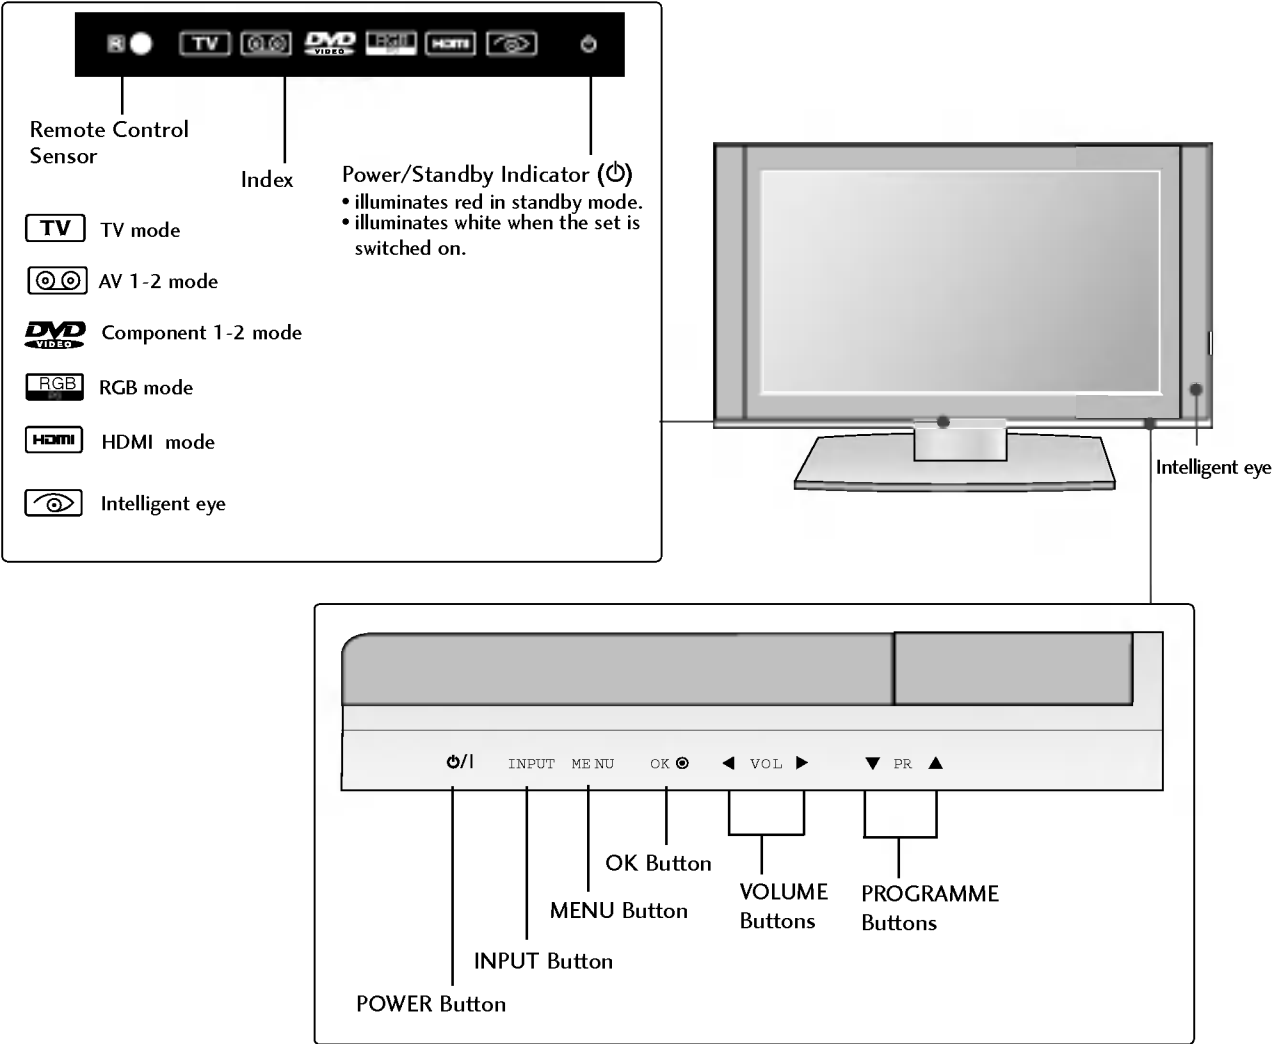 R TV DVD VIDEO RGB HDMI
Remote Control
Sensor
Index
Power/Standby Indicator (⏻)
• illuminates red in standby mode.
• illuminates white when the set is
switched on.
TV TV mode
AV 1-2 mode
DVD VIDEO Component 1-2 mode
RGB RGB mode
HDMI HDMI mode
Intelligent eye
Intelligent eye
⏻/I INPUT MENU OK ◉ ◀ VOL ▶ ▼ PR ▲
OK Button
VOLUME
Buttons
PROGRAMME
Buttons
MENU Button
INPUT Button
POWER Button